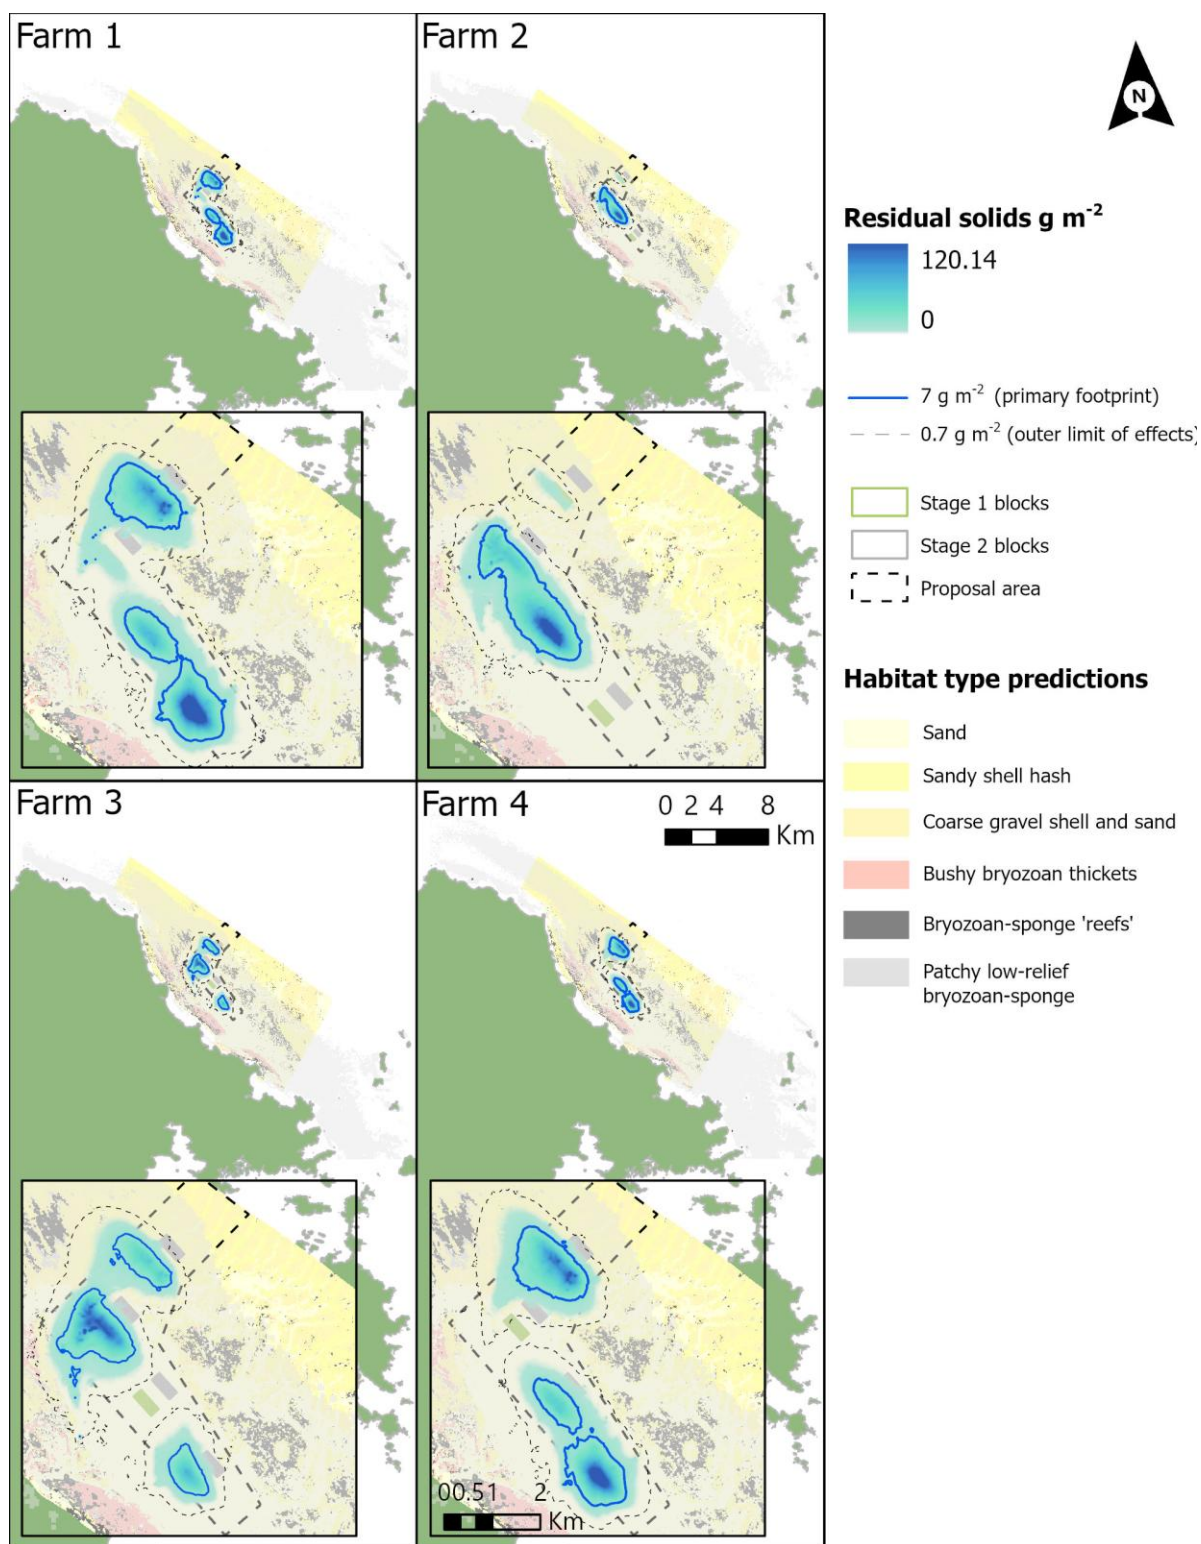 Farm 1
Farm 2
N
Residual solids g m-2
120.14
0
7 g m-2 (primary footprint)
0.7 g m-2 (outer limit of effects)
Stage 1 blocks
Stage 2 blocks
Proposal area
Habitat type predictions
Sand
Sandy shell hash
Coarse gravel shell and sand
Bushy bryozoan thickets
Bryozoan-sponge 'reefs'
Patchy low-relief
bryozoan-sponge
Farm 3
Farm 4
0 2 4 8
Km
00.51 2
Km